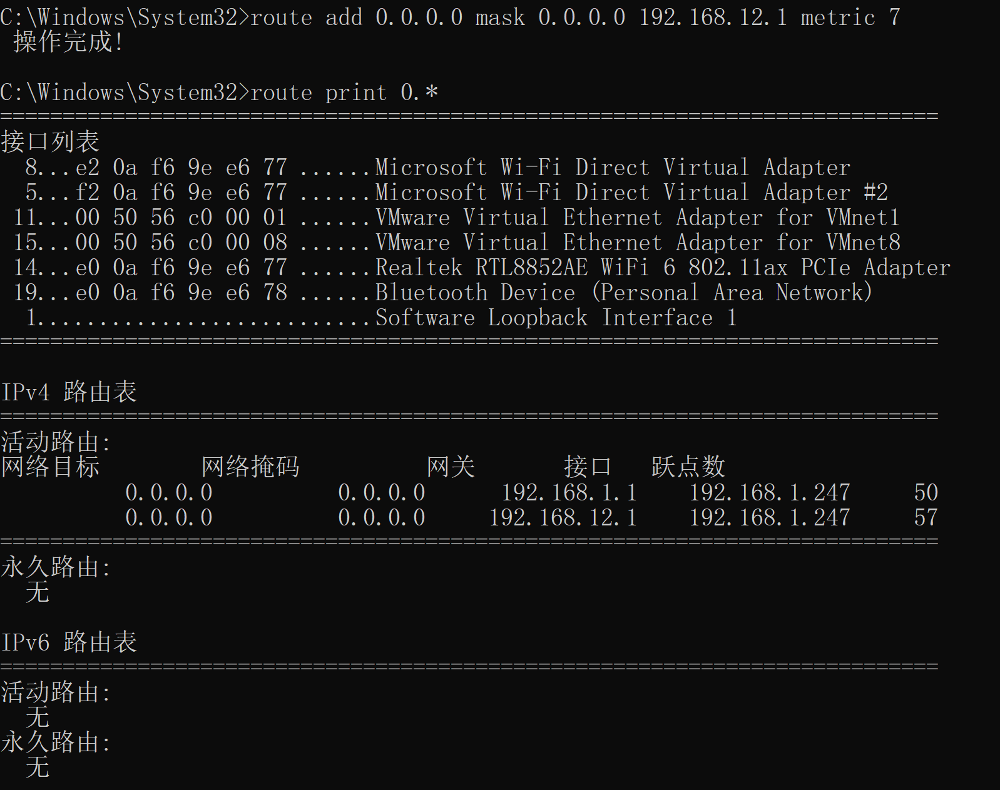 C:\Windows\System32>route add 0.0.0.0 mask 0.0.0.0 192.168.12.1 metric 7
 操作完成!

C:\Windows\System32>route print 0.*
===========================================================================
接口列表
  8...e2 0a f6 9e e6 77 ......Microsoft Wi-Fi Direct Virtual Adapter
  5...f2 0a f6 9e e6 77 ......Microsoft Wi-Fi Direct Virtual Adapter #2
 11...00 50 56 c0 00 01 ......VMware Virtual Ethernet Adapter for VMnet1
 15...00 50 56 c0 00 08 ......VMware Virtual Ethernet Adapter for VMnet8
 14...e0 0a f6 9e e6 77 ......Realtek RTL8852AE WiFi 6 802.11ax PCIe Adapter
 19...e0 0a f6 9e e6 78 ......Bluetooth Device (Personal Area Network)
  1...........................Software Loopback Interface 1
===========================================================================

IPv4 路由表
===========================================================================
活动路由:
网络目标        网络掩码          网关       接口   跃点数
          0.0.0.0          0.0.0.0      192.168.1.1    192.168.1.247     50
          0.0.0.0          0.0.0.0     192.168.12.1    192.168.1.247     57
===========================================================================
永久路由:
  无

IPv6 路由表
===========================================================================
活动路由:
  无
永久路由:
  无